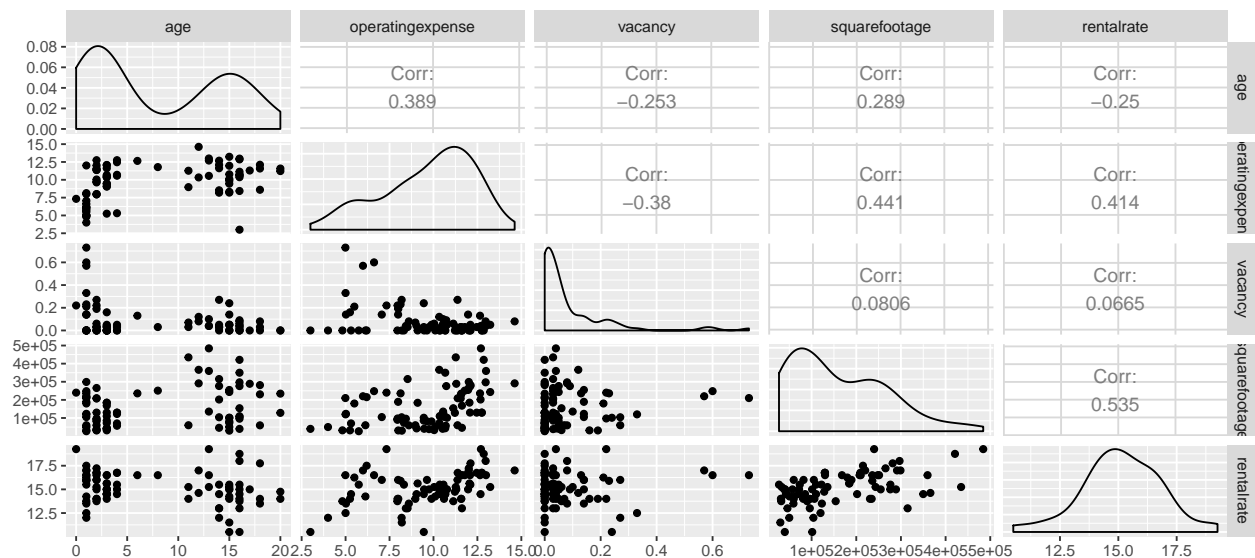 age operatingexpense vacancy squarefootage rentalrate
0.08
0.06
0.04
0.02
0.00
Corr:
0.389
Corr:
−0.253
Corr:
0.289
Corr:
−0.25
age
15.0
12.5
10.0
7.5
5.0
2.5
Corr:
−0.38
Corr:
0.441
Corr:
0.414
eratingexpen
0.6
0.4
0.2
0.0
Corr:
0.0806
Corr:
0.0665
vacancy
5e+05
4e+05
3e+05
2e+05
1e+05
Corr:
0.535
squarefootage
17.5
15.0
12.5
rentalrate
0 5 10 15 20 2.5 5.0 7.5 10.0 12.5 15.0 0.0 0.2 0.4 0.6 1e+05 2e+05 3e+05 4e+05 5e+05 12.5 15.0 17.5